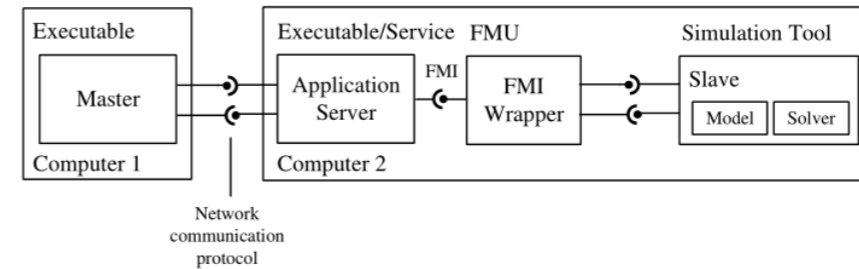 Executable
Master
Computer 1
Network
communication
protocol
Executable/Service FMU Simulation Tool
Application
Server
FMI
FMI
Wrapper
Slave
Model Solver
Computer 2